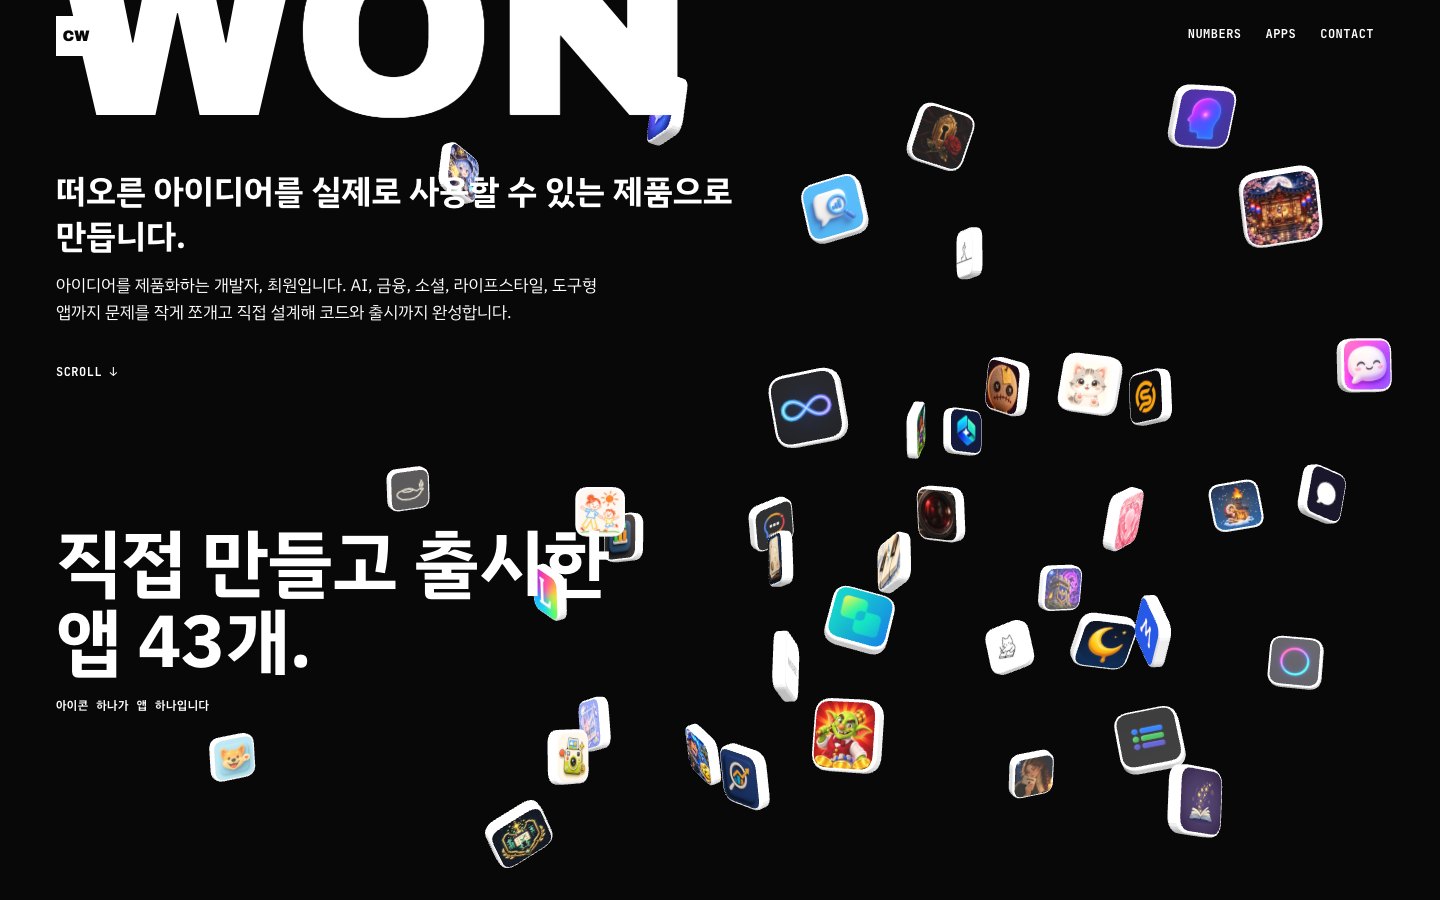 WON
CW
NUMBERS APPS CONTACT
떠오른 아이디어를 실제로 사용할 수 있는 제품으로
만듭니다.
아이디어를 제품화하는 개발자, 최원입니다. AI, 금융, 소셜, 라이프스타일, 도구형
앱까지 문제를 작게 쪼개고 직접 설계해 코드와 출시까지 완성합니다.
SCROLL ↓
직접 만들고 출시한
앱 43개.
아이콘 하나가 앱 하나입니다